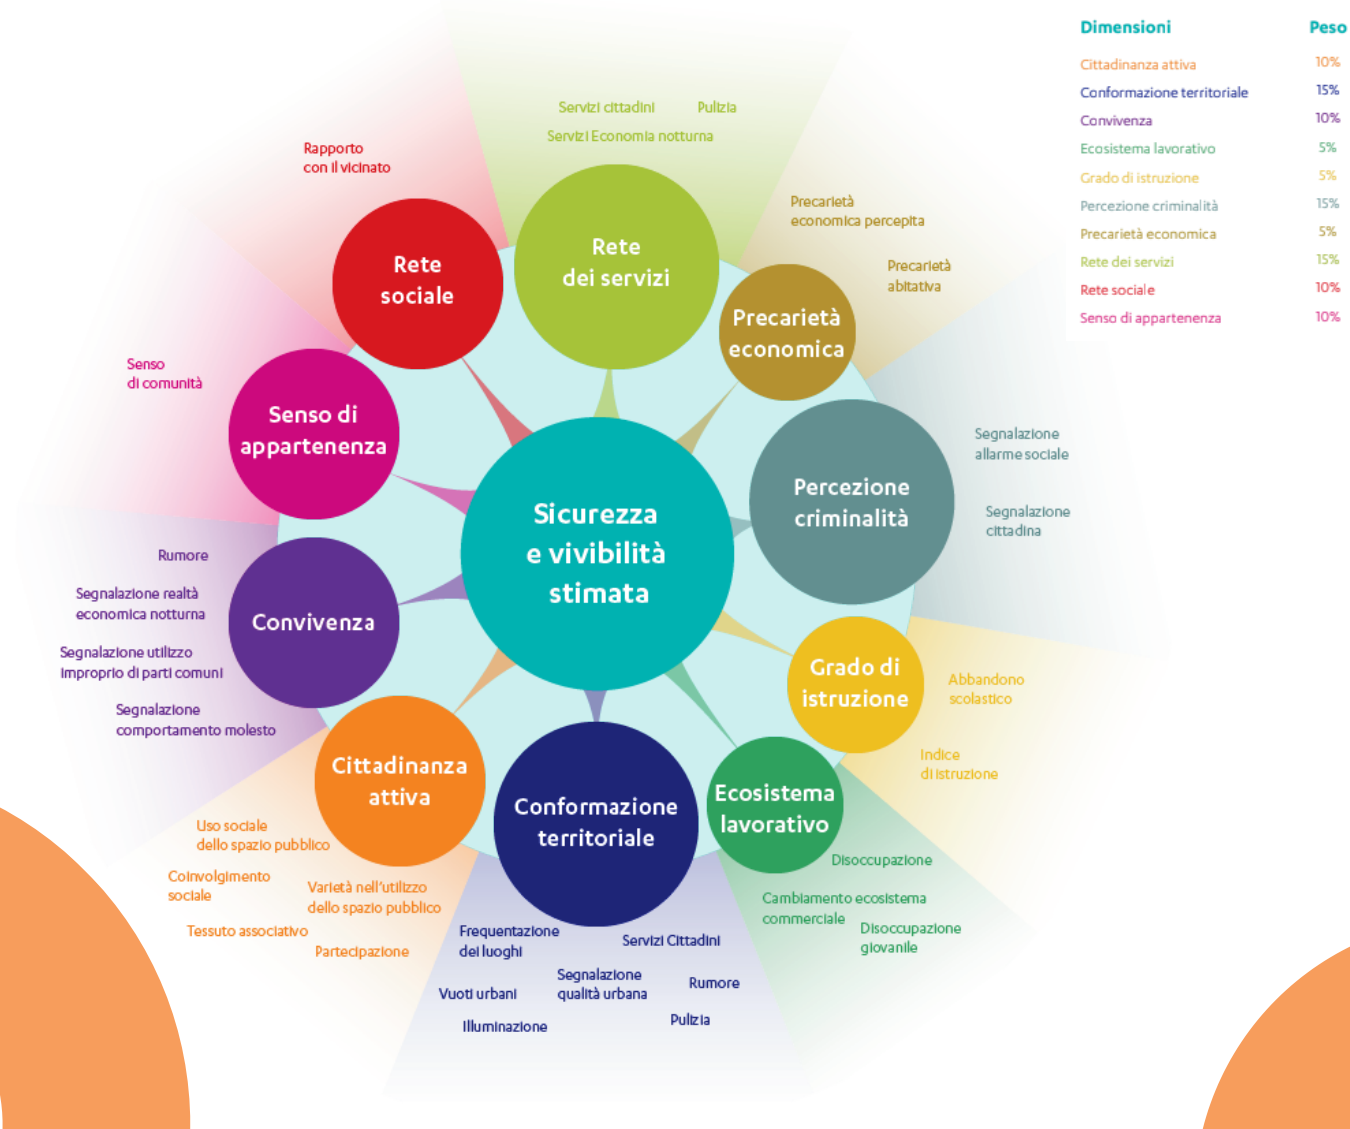 Dimensioni Peso
Cittadinanza attiva 10%
Conformazione territoriale 15%
Convivenza 10%
Ecosistema lavorativo 5%
Grado di istruzione 5%
Percezione criminalità 15%
Precarietà economica 5%
Rete dei servizi 15%
Rete sociale 10%
Senso di appartenenza 10%
Servizi cittadini Pulizia
Servizi Economia notturna
Rete
dei servizi
Precarietà
economica percepita
Precarietà
abitativa
Precarietà
economica
Segnalazione
allarme sociale
Segnalazione
cittadina
Percezione
criminalità
Abbandono
scolastico
Indice
di istruzione
Grado di
istruzione
Ecosistema
lavorativo
Disoccupazione
Cambiamento ecosistema
commerciale
Disoccupazione
giovanile
Conformazione
territoriale
Frequentazione
dei luoghi
Servizi Cittadini
Segnalazione
qualità urbana
Rumore
Vuoti urbani
Illuminazione
Pulizia
Cittadinanza
attiva
Uso sociale
dello spazio pubblico
Coinvolgimento
sociale
Varietà nell'utilizzo
dello spazio pubblico
Tessuto associativo
Partecipazione
Convivenza
Rumore
Segnalazione realtà
economica notturna
Segnalazione utilizzo
improprio di parti comuni
Segnalazione
comportamento molesto
Senso di
appartenenza
Senso
di comunità
Rete
sociale
Rapporto
con il vicinato
Sicurezza
e vivibilità
stimata